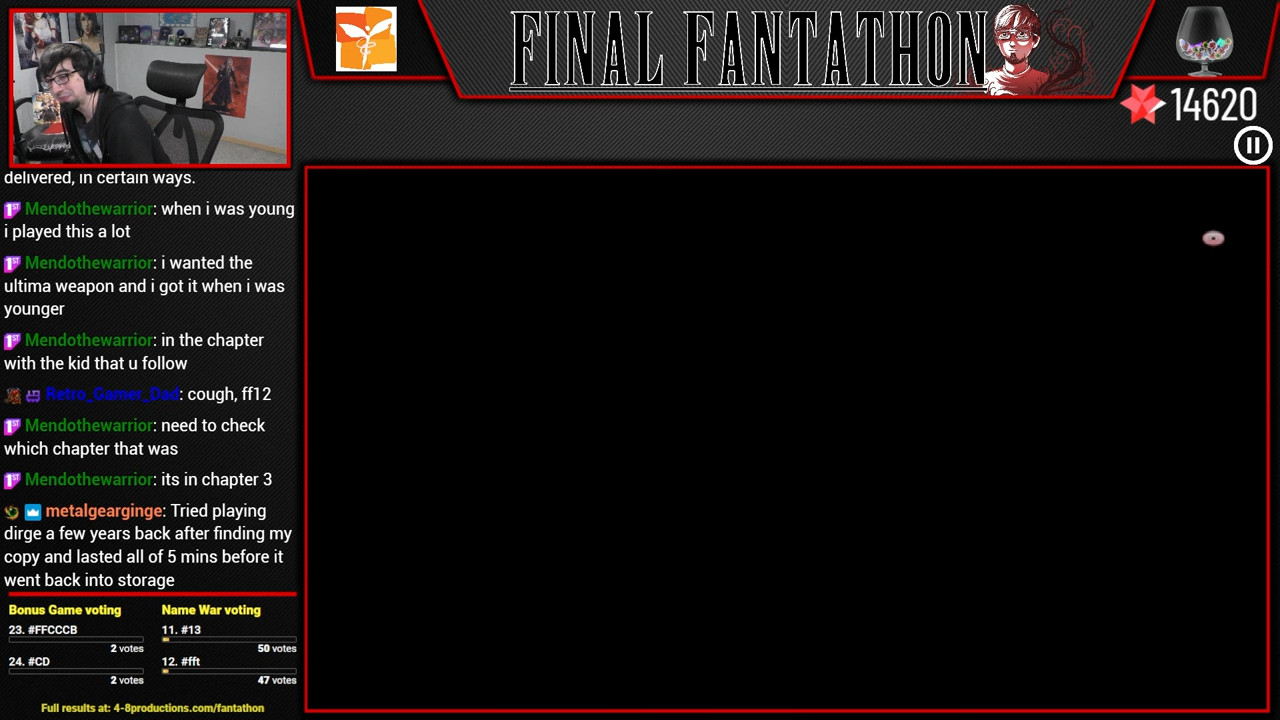 FINAL FANTATHON
14620
delivered, in certain ways.
1ST Mendothewarrior: when i was young
i played this a lot
1ST Mendothewarrior: i wanted the
ultima weapon and i got it when i was
younger
1ST Mendothewarrior: in the chapter
with the kid that u follow
Retro_Gamer_Dad: cough, ff12
1ST Mendothewarrior: need to check
which chapter that was
1ST Mendothewarrior: its in chapter 3
metalgearginge: Tried playing
dirge a few years back after finding my
copy and lasted all of 5 mins before it
went back into storage
Bonus Game voting
23. #FFCCCB
2 votes
24. #CD
2 votes
Name War voting
11. #13
50 votes
12. #fft
47 votes
Full results at: 4-8productions.com/fantathon